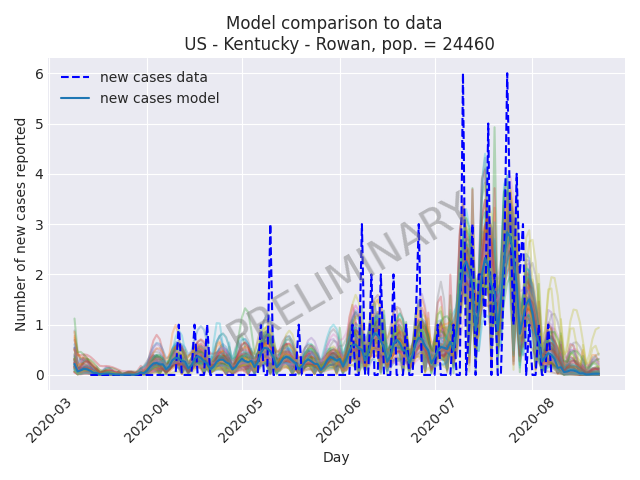 Model comparison to data
US - Kentucky - Rowan, pop. = 24460
new cases data
new cases model
PRELIMINARY
Number of new cases reported
6
5
4
3
2
1
0
2020-03
2020-04
2020-05
2020-06
2020-07
2020-08
Day